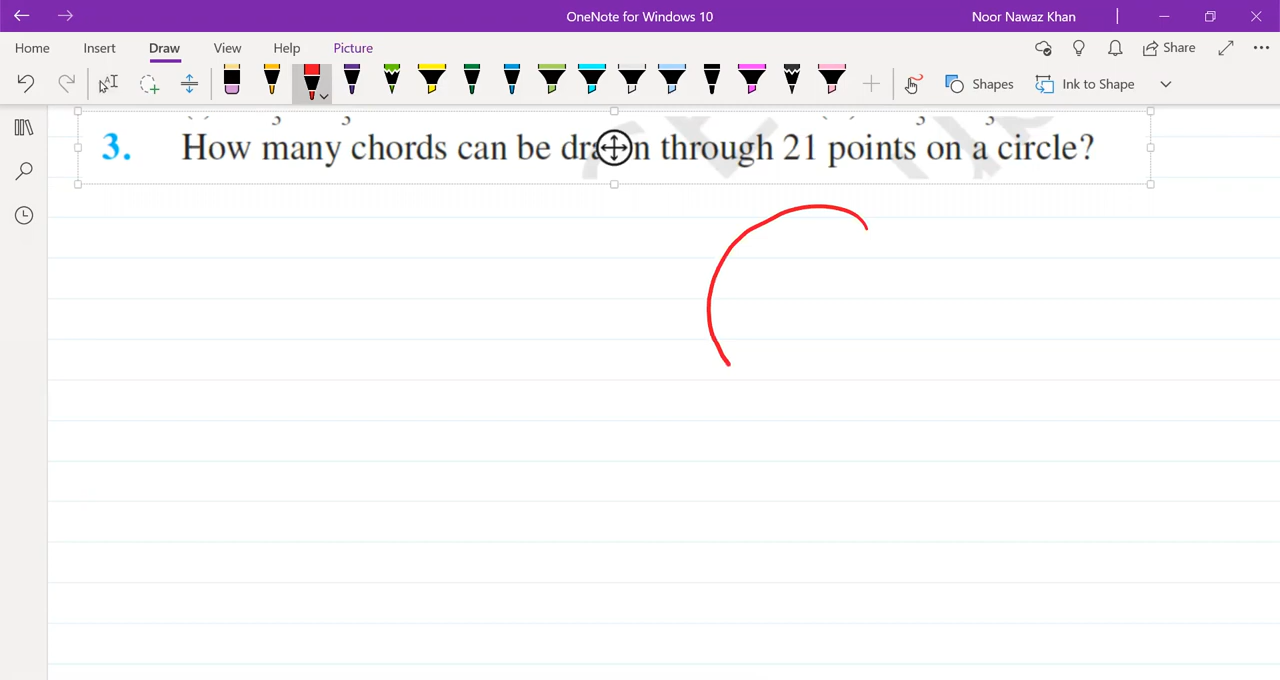 OneNote for Windows 10
Noor Nawaz Khan
Home Insert Draw View Help Picture
Share
Shapes
Ink to Shape
3. How many chords can be drawn through 21 points on a circle?